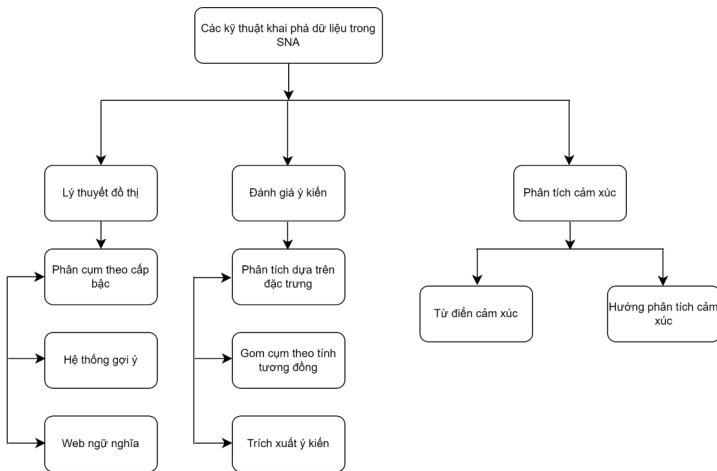 Các kỹ thuật khai phá dữ liệu trong
SNA
Lý thuyết đồ thị
Đánh giá ý kiến
Phân tích cảm xúc
Phân cụm theo cấp
bậc
Phân tích dựa trên
đặc trưng
Từ điển cảm xúc
Hướng phân tích cảm
xúc
Hệ thống gợi ý
Gom cụm theo tính
tương đồng
Web ngữ nghĩa
Trích xuất ý kiến